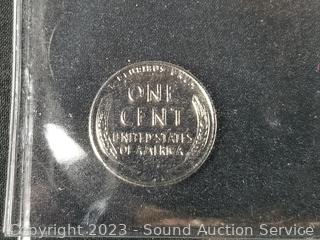 E PLURIBUS UNUM
ONE
CENT
UNITED STATES
OF AMERICA
Copyright 2023 - Sound Auction Service